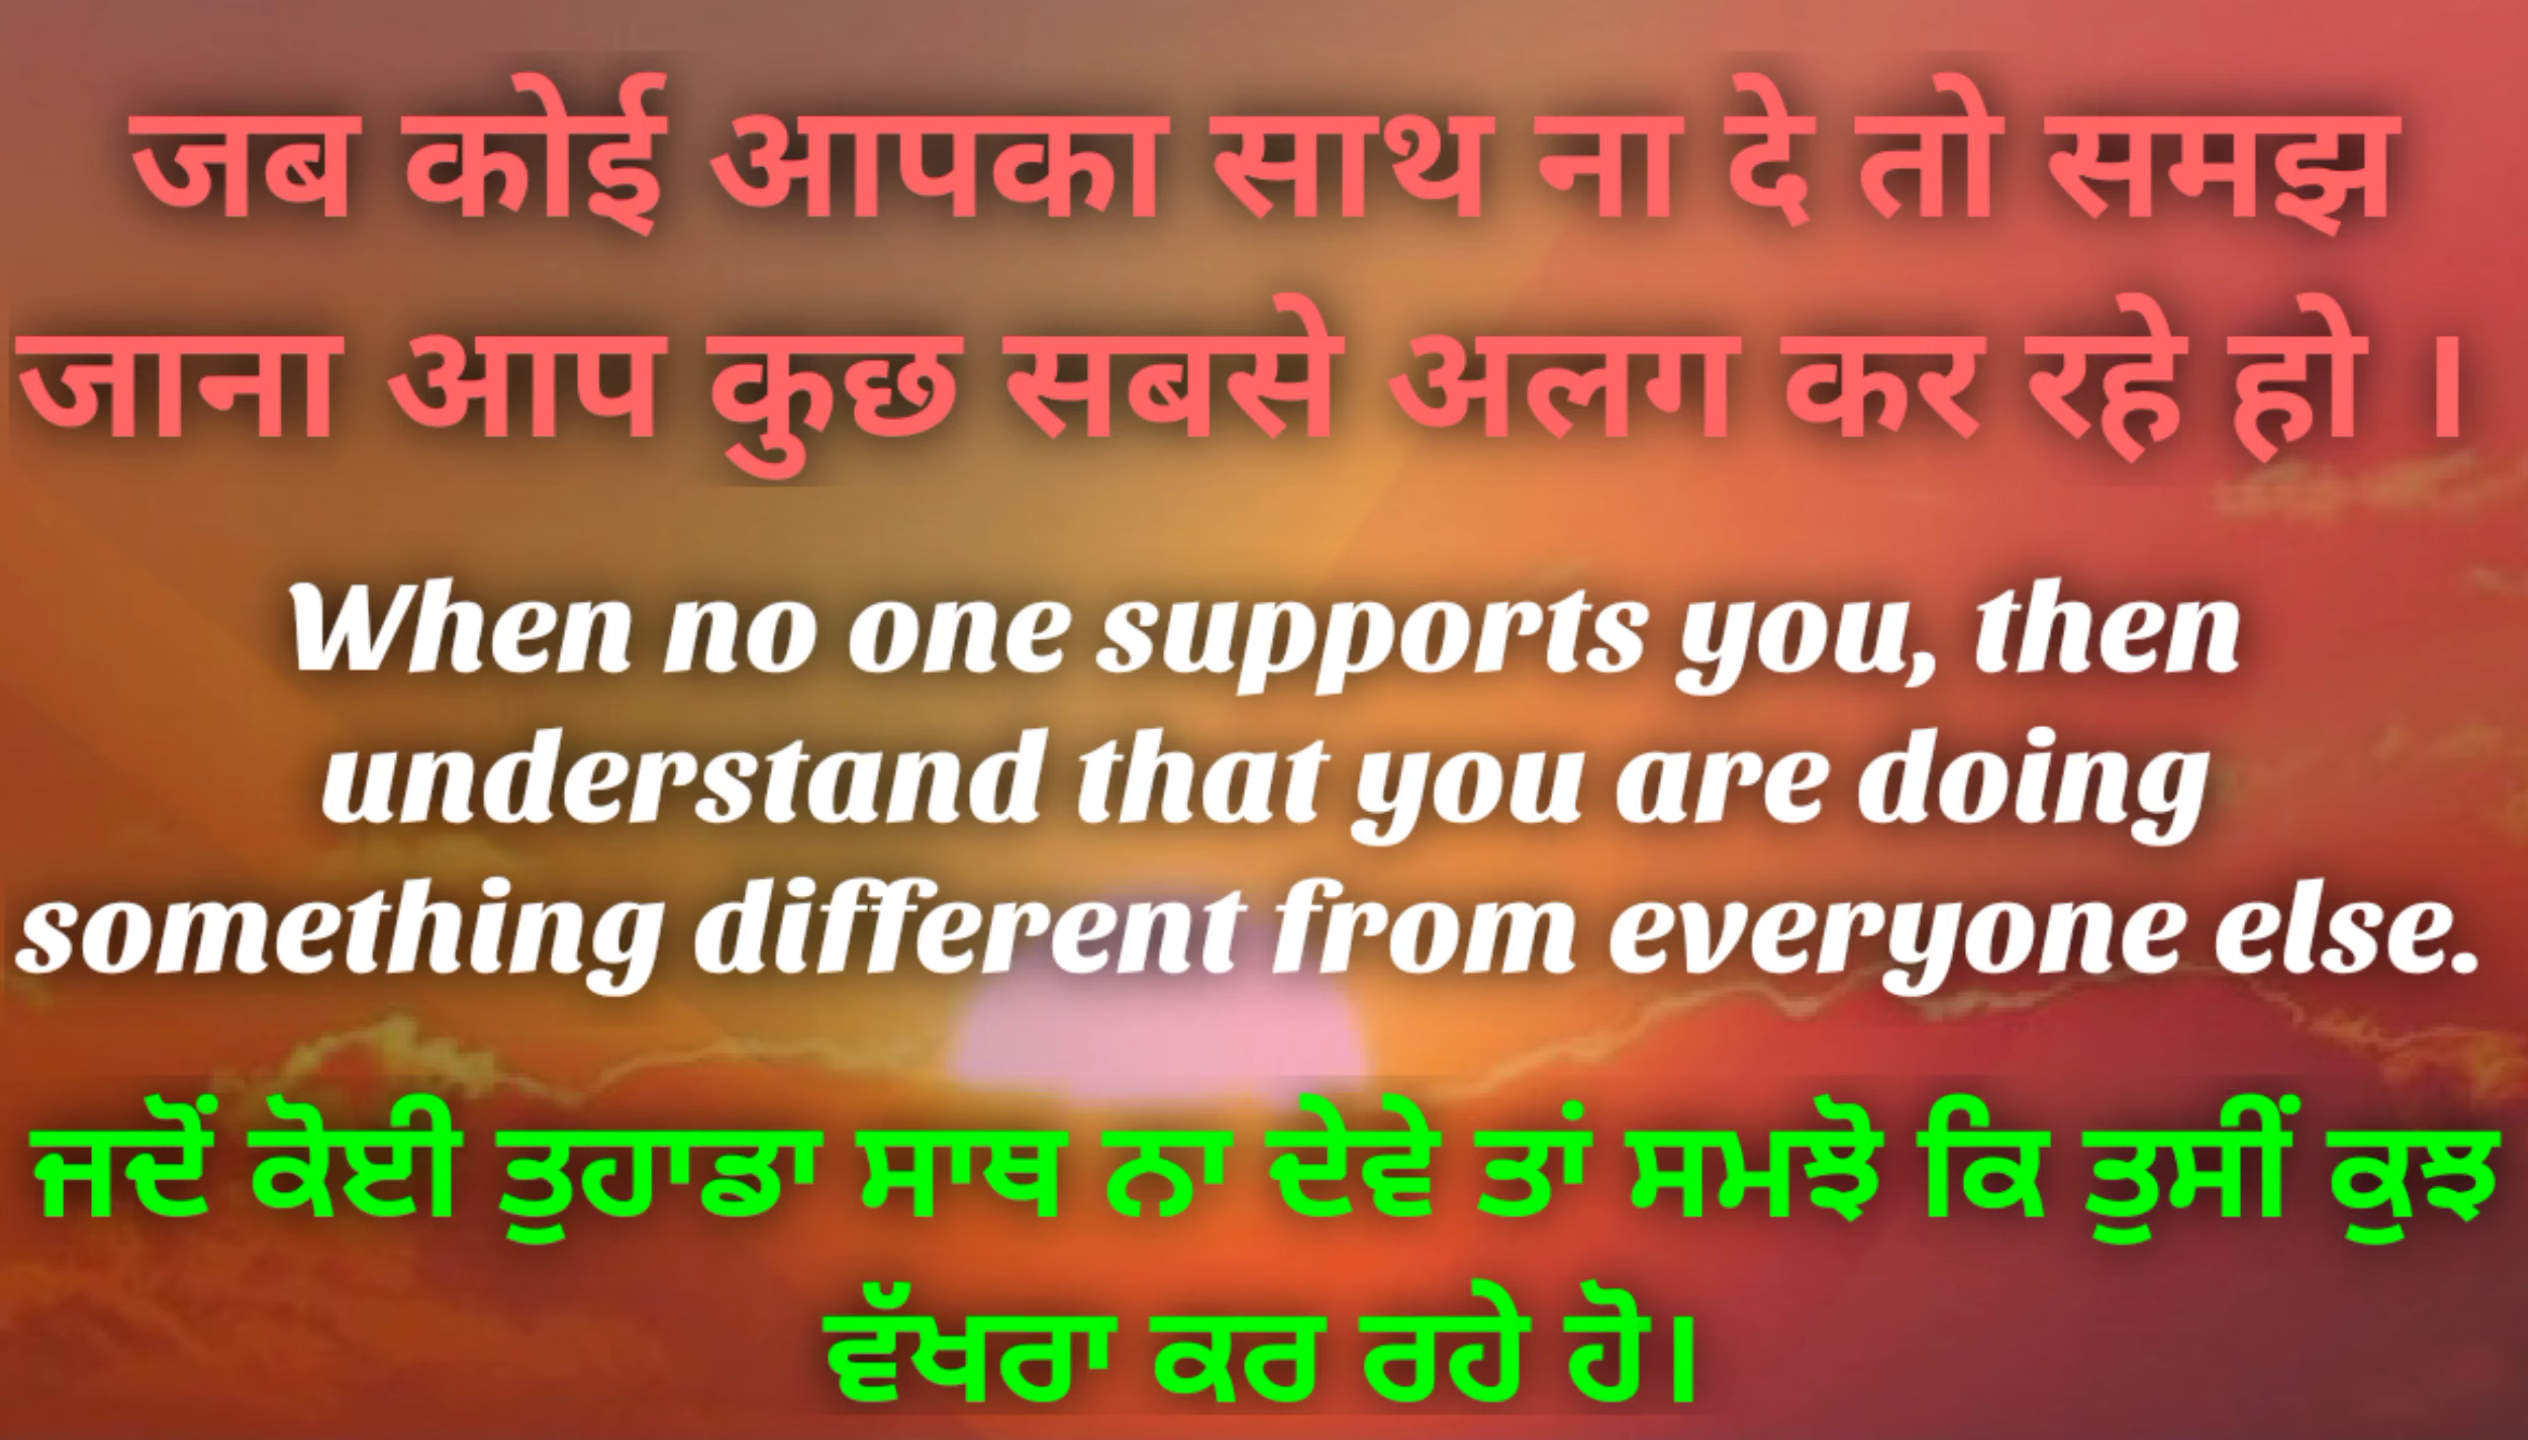 जब कोई आपका साथ ना दे तो समझ
जाना आप कुछ सबसे अलग कर रहे हो ।
When no one supports you, then
understand that you are doing
something different from everyone else.
ਜਦੋਂ ਕੋਈ ਤੁਹਾਡਾ ਸਾਥ ਨਾ ਦੇਵੇ ਤਾਂ ਸਮਝੋ ਕਿ ਤੁਸੀਂ ਕੁਝ
ਵੱਖਰਾ ਕਰ ਰਹੇ ਹੋ।